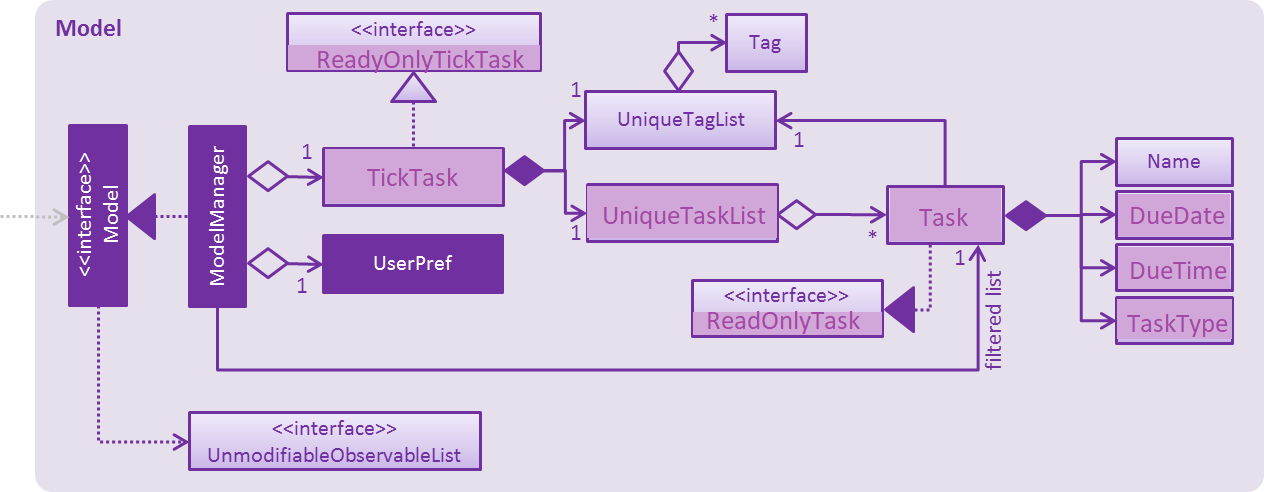 Model
<<interface>>
ReadyOnlyTickTask
*
Tag
1
UniqueTagList
1
<<interface>>
Model
ModelManager
1
TickTask
UniqueTaskList
1
Task
*
Name
DueDate
DueTime
TaskType
UserPref
1
<<interface>>
ReadOnlyTask
1
filtered list
<<interface>>
UnmodifiableObservableList